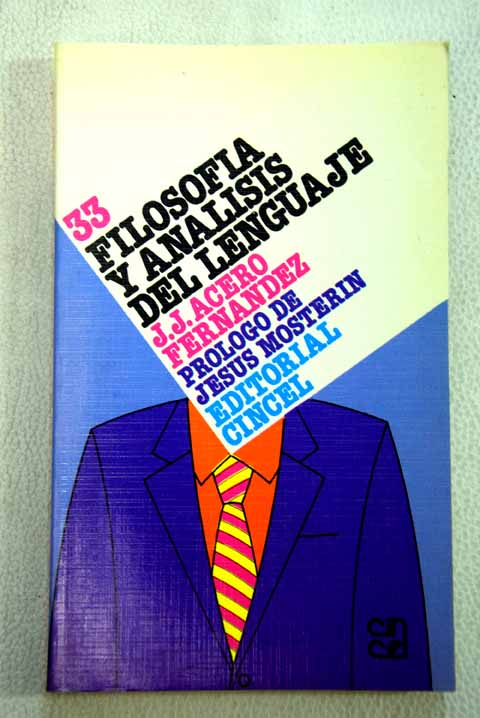 33
FILOSOFIA
Y ANALISIS
DEL LENGUAJE
J.J. ACERO
FERNANDEZ
PROLOGO DE
JESUS MOSTERIN
EDITORIAL
CINCEL